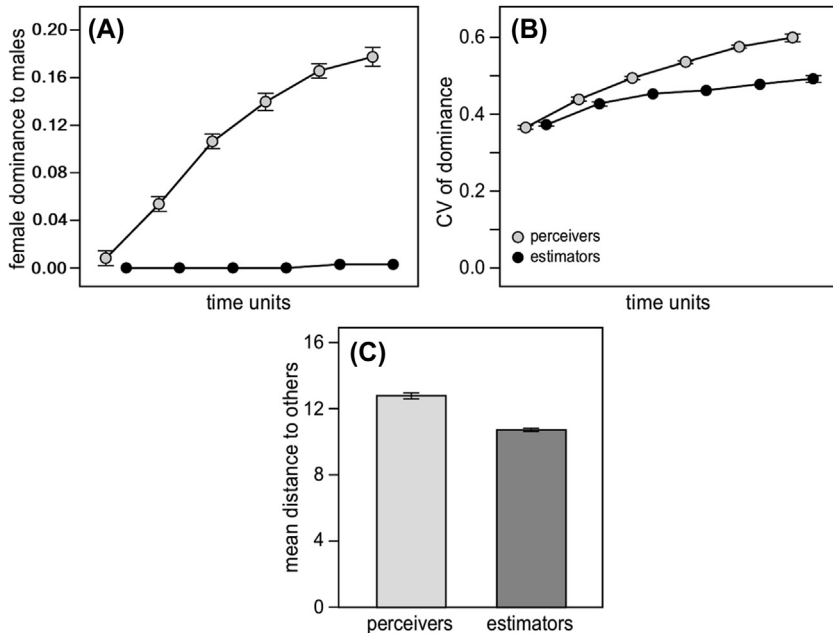 (A)
female dominance to males
0.20
0.16
0.12
0.08
0.04
0.00
time units
(B)
CV of dominance
0.6
0.4
0.2
0.0
perceivers
estimators
time units
(C)
mean distance to others
16
12
8
4
0
perceivers
estimators